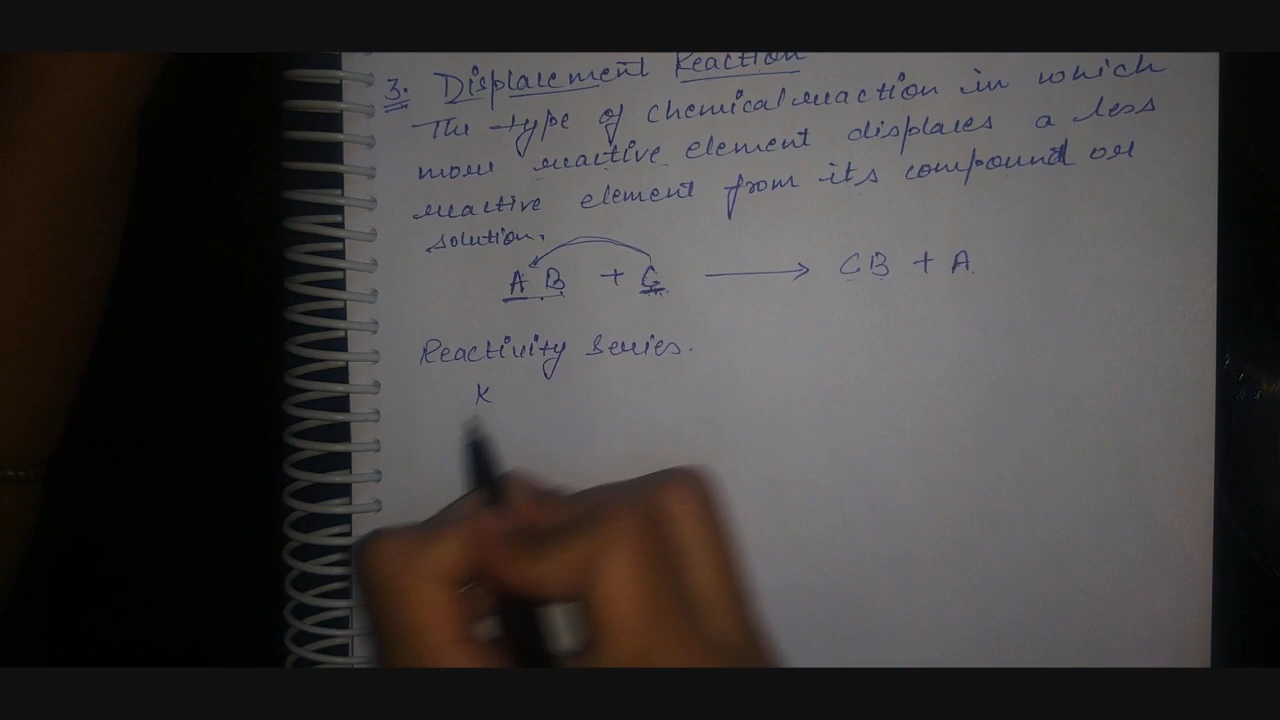 3. Displacement Reaction
The type of chemical reaction in which
more reactive element displaces a less
reactive element from its compound or
solution.
A B + C ⟶ CB + A
Reactivity Series.
K